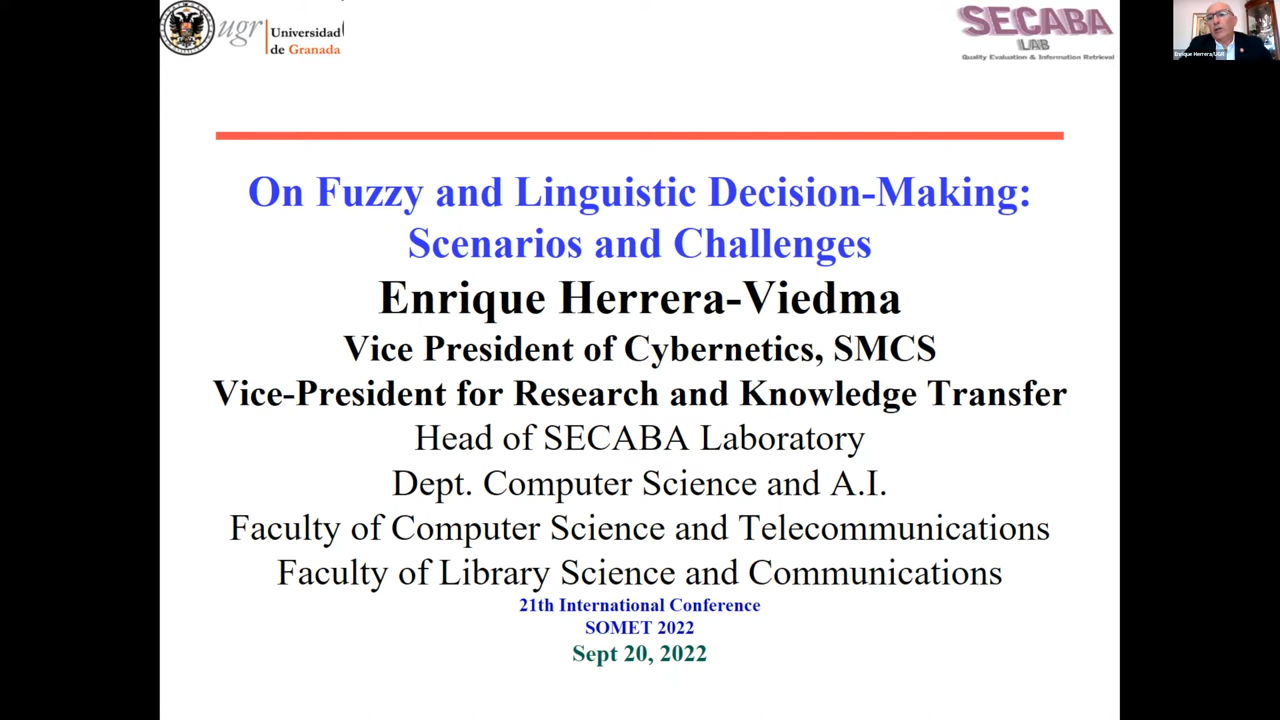 ugr
Universidad
de Granada
SECABA
LAB
Quality Evaluation & Information Retrieval
Enrique Herrera/UGR
On Fuzzy and Linguistic Decision-Making:
Scenarios and Challenges
Enrique Herrera-Viedma
Vice President of Cybernetics, SMCS
Vice-President for Research and Knowledge Transfer
Head of SECABA Laboratory
Dept. Computer Science and A.I.
Faculty of Computer Science and Telecommunications
Faculty of Library Science and Communications
21th International Conference
SOMET 2022
Sept 20, 2022